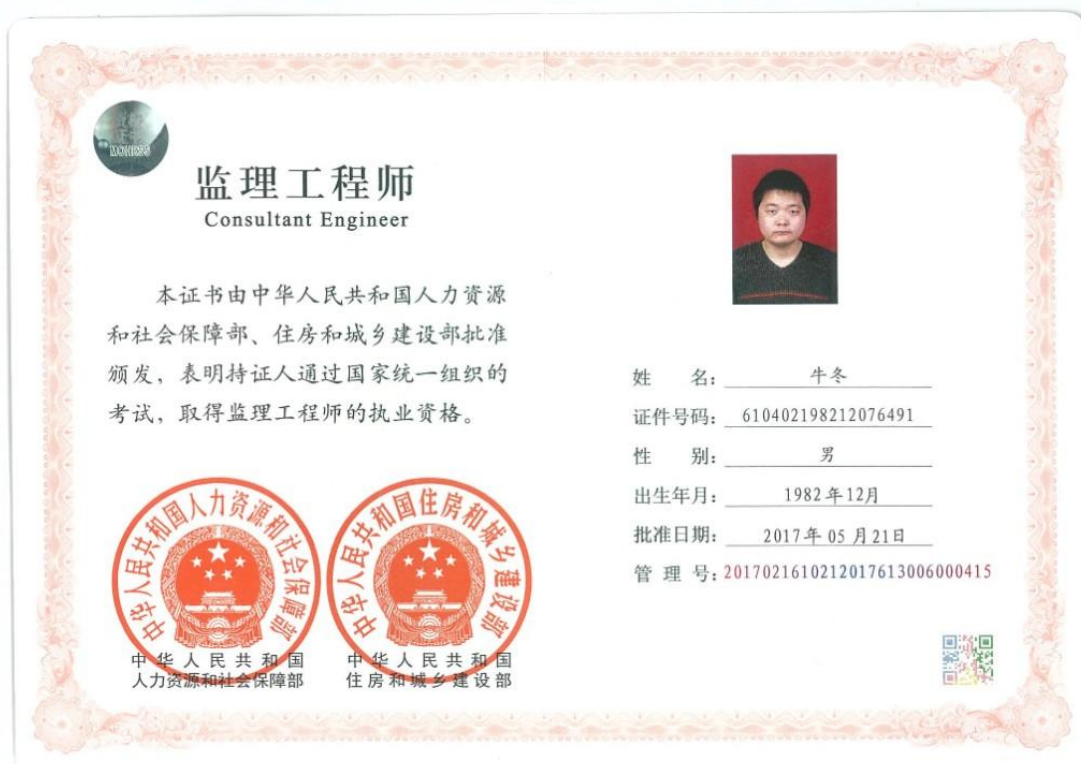 监理工程师
Consultant Engineer
本证书由中华人民共和国人力资源
和社会保障部、住房和城乡建设部批准
颁发，表明持证人通过国家统一组织的
考试，取得监理工程师的执业资格。
中华人民共和国人力资源和社会保障部
中华人民共和国
人力资源和社会保障部
中华人民共和国住房和城乡建设部
中华人民共和国
住房和城乡建设部
姓 名： 牛冬
证件号码： 610402198212076491
性 别： 男
出生年月： 1982年12月
批准日期： 2017年05月21日
管 理 号： 2017021610212017613006000415